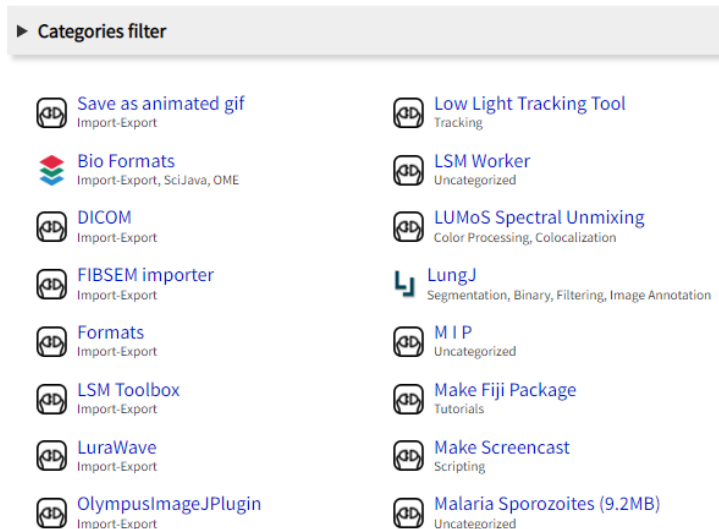 Categories filter
Save as animated gif
Import-Export
Bio Formats
Import-Export, SciJava, OME
DICOM
Import-Export
FIBSEM importer
Import-Export
Formats
Import-Export
LSM Toolbox
Import-Export
LuraWave
Import-Export
OlympusImageJPlugin
Import-Export
Low Light Tracking Tool
Tracking
LSM Worker
Uncategorized
LUMoS Spectral Unmixing
Color Processing, Colocalization
LungJ
Segmentation, Binary, Filtering, Image Annotation
M I P
Uncategorized
Make Fiji Package
Tutorials
Make Screencast
Scripting
Malaria Sporozoites (9.2MB)
Uncategorized